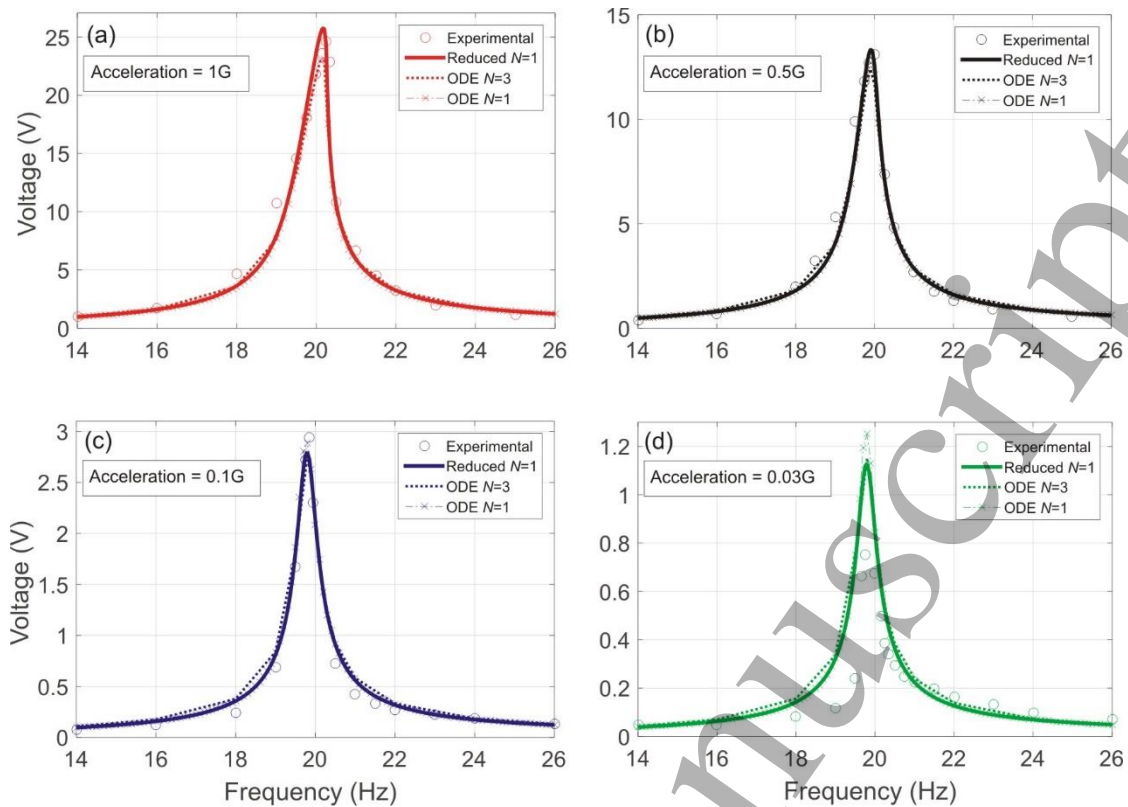 (a)
Acceleration = 1G
Experimental
Reduced N=1
ODE N=3
ODE N=1
Voltage (V)
25
20
15
10
5
0
14 16 18 20 22 24 26
(b)
Acceleration = 0.5G
Experimental
Reduced N=1
ODE N=3
ODE N=1
15
10
5
0
14 16 18 20 22 24 26
(c)
Acceleration = 0.1G
Experimental
Reduced N=1
ODE N=3
ODE N=1
Voltage (V)
3
2.5
2
1.5
1
0.5
0
14 16 18 20 22 24 26
Frequency (Hz)
(d)
Acceleration = 0.03G
Experimental
Reduced N=1
ODE N=3
ODE N=1
1.2
1
0.8
0.6
0.4
0.2
0
14 16 18 20 22 24 26
Frequency (Hz)
nuscript